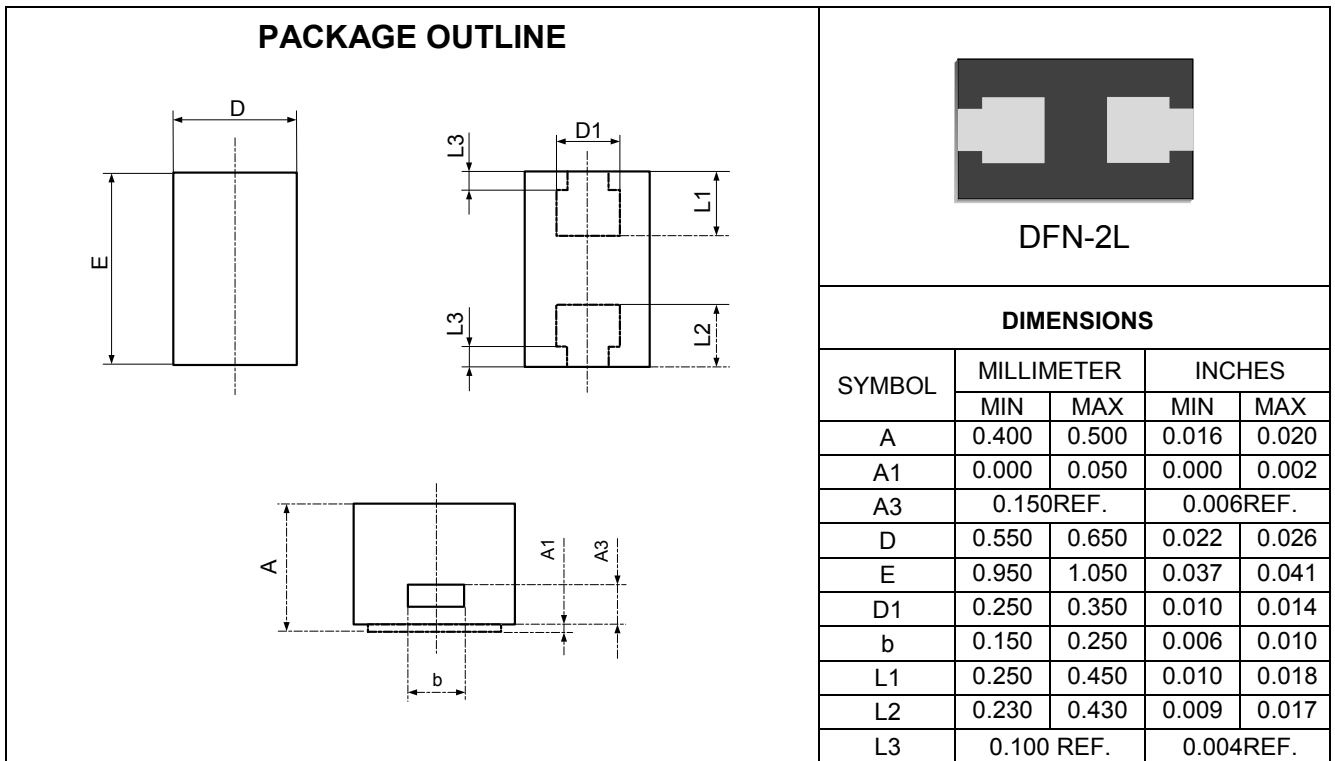 PACKAGE OUTLINE
D
E
L3
D1
L1
L3
L2
A
A1
A3
b
DFN-2L
DIMENSIONS
SYMBOL MILLIMETER INCHES
MIN MAX MIN MAX
A 0.400 0.500 0.016 0.020
A1 0.000 0.050 0.000 0.002
A3 0.150REF. 0.006REF.
D 0.550 0.650 0.022 0.026
E 0.950 1.050 0.037 0.041
D1 0.250 0.350 0.010 0.014
b 0.150 0.250 0.006 0.010
L1 0.250 0.450 0.010 0.018
L2 0.230 0.430 0.009 0.017
L3 0.100 REF. 0.004REF.